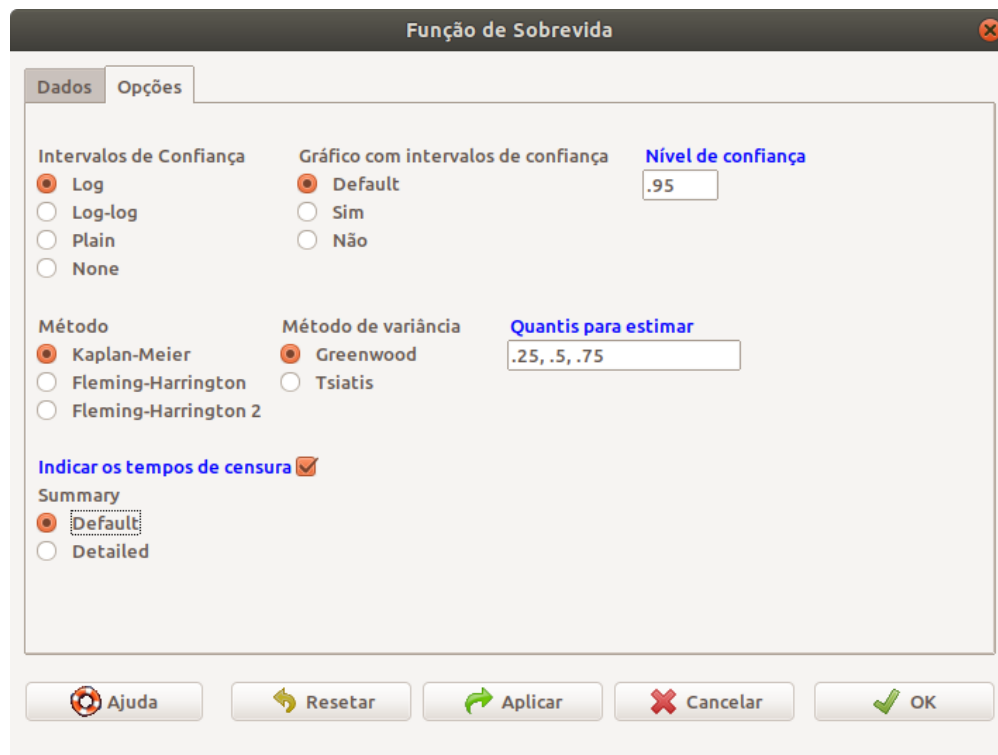 Função de Sobrevida
Dados Opções
Intervalos de Confiança Gráfico com intervalos de confiança Nível de confiança
Log Default .95
Log-log Sim
Plain Não
None
Método Método de variância Quantis para estimar
Kaplan-Meier Greenwood .25, .5, .75
Fleming-Harrington Tsiatis
Fleming-Harrington 2
Indicar os tempos de censura
Summary
Default
Detailed
Ajuda Resetar Aplicar Cancelar OK